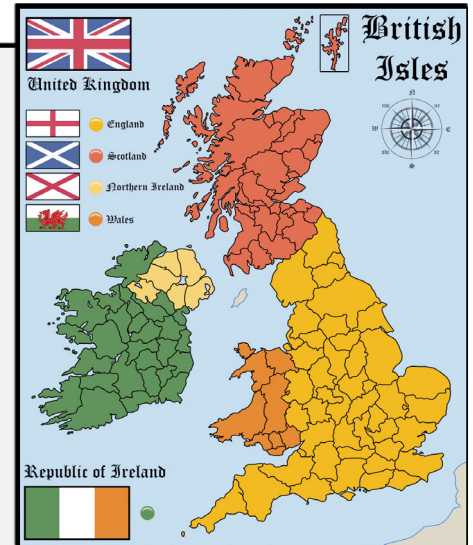 British
Isles
United Kingdom
England
Scotland
Northern Ireland
Wales
N
W
E
S
Republic of Ireland